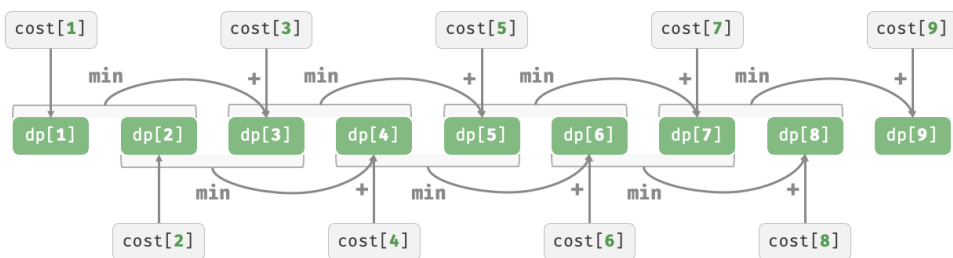 cost[1] cost[3] cost[5] cost[7] cost[9]
min + min + min + min +
dp[1] dp[2] dp[3] dp[4] dp[5] dp[6] dp[7] dp[8] dp[9]
min + min + min +
cost[2] cost[4] cost[6] cost[8]